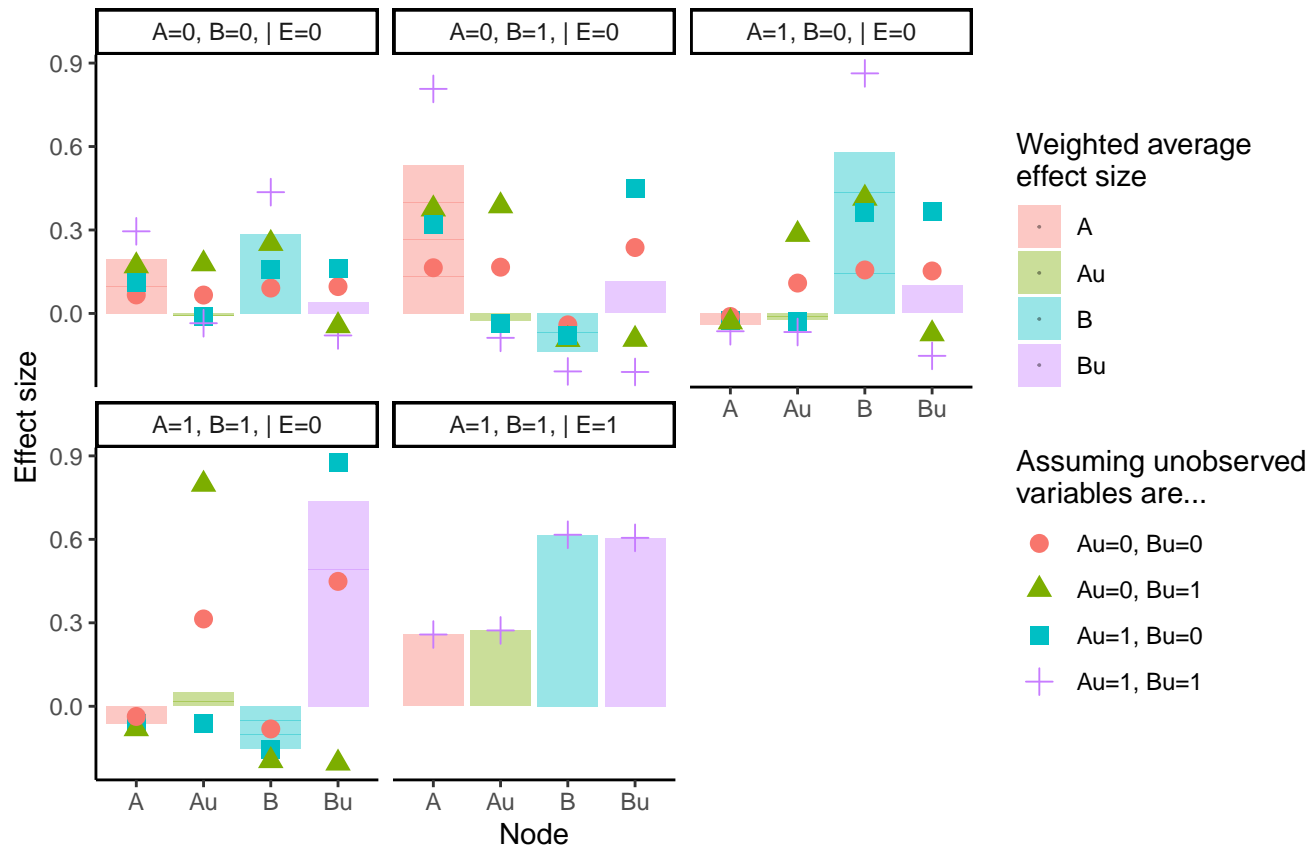 A=0, B=0, | E=0
A=0, B=1, | E=0
A=1, B=0, | E=0
0.9
0.6
0.3
0.0
A Au B Bu
A=1, B=1, | E=0
A=1, B=1, | E=1
0.9
0.6
0.3
0.0
A Au B Bu
A Au B Bu
Effect size
Node
Weighted average
effect size
A
Au
B
Bu
Assuming unobserved
variables are...
Au=0, Bu=0
Au=0, Bu=1
Au=1, Bu=0
Au=1, Bu=1